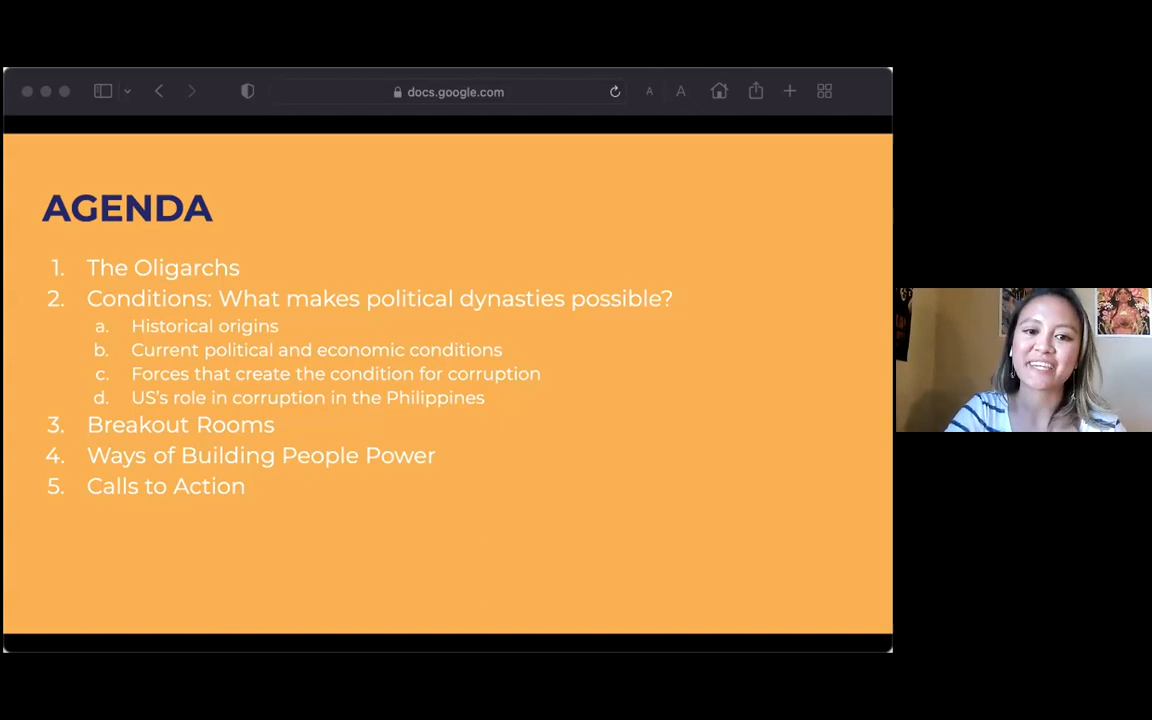 docs.google.com
A A
AGENDA
1. The Oligarchs
2. Conditions: What makes political dynasties possible?
a. Historical origins
b. Current political and economic conditions
c. Forces that create the condition for corruption
d. US's role in corruption in the Philippines
3. Breakout Rooms
4. Ways of Building People Power
5. Calls to Action